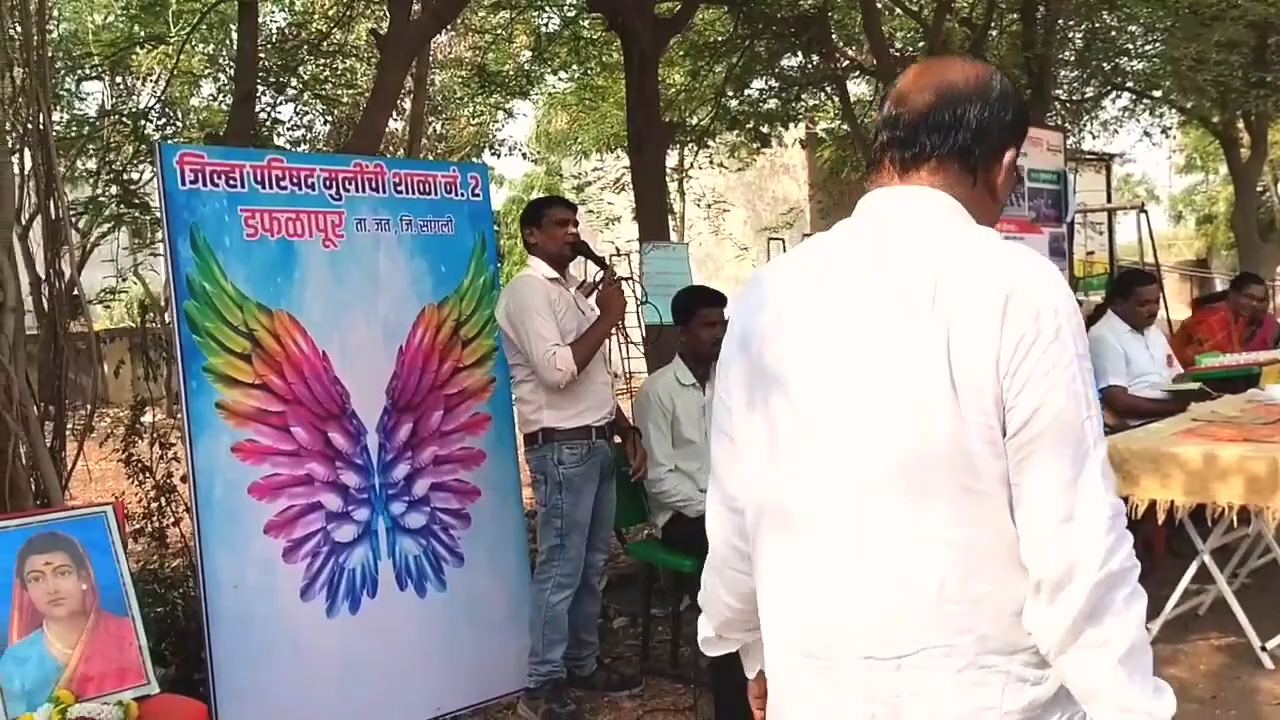 जिल्हा परिषद मुलींची शाळा नं. 2
डफळापूर ता. जत , जि. सांगली